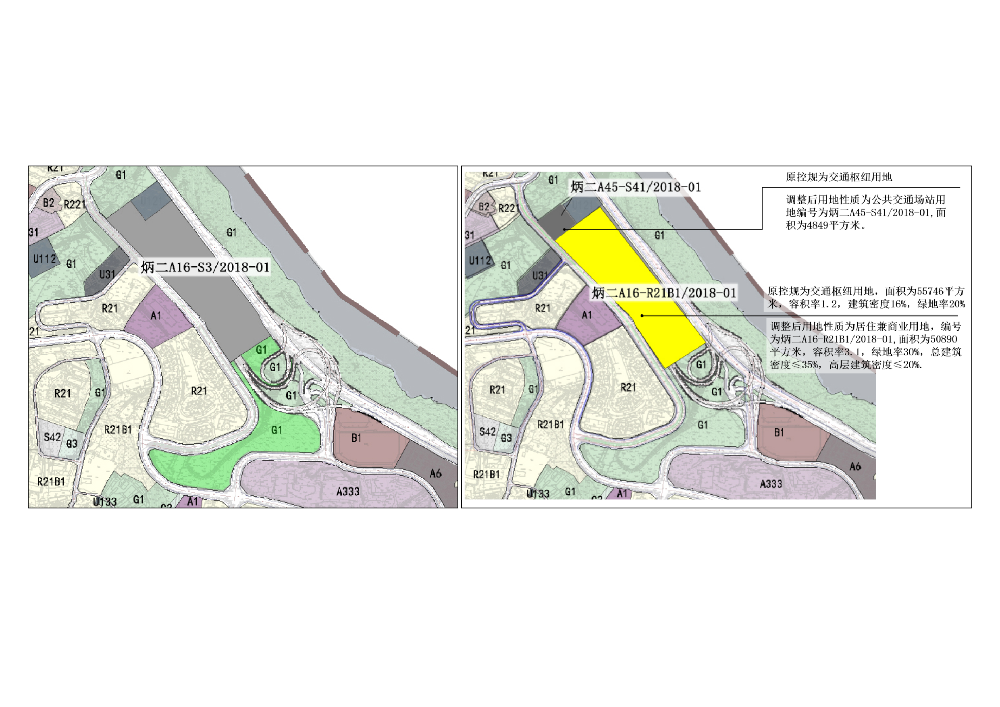 R21
G1
B2
R221
U121
31
G1
U112
G1
U31
炳二A16-S3/2018-01
R21
A1
21
G1
G1
R21
G1
R21
G1
R21B1
G1
S42
G3
B1
R21B1
A6
A333
U133
G1
A1
R21
G1
炳二A45-S41/2018-01
原控规为交通枢纽用地
B2
R221
调整后用地性质为公共交通场站用
地编号为炳二A45-S41/2018-01,面
积为4849平方米。
31
G1
U112
G1
U31
炳二A16-R21B1/2018-01
原控规为交通枢纽用地，面积为55746平方
米，容积率1.2，建筑密度16%，绿地率20%
R21
A1
21
调整后用地性质为居住兼商业用地，编号
为炳二A16-R21B1/2018-01,面积为50890
平方米，容积率3.1，绿地率30%，总建筑
密度≤35%，高层建筑密度≤20%.
G1
R21
G1
R21
G1
R21B1
G1
S42
G3
B1
R21B1
A6
A333
U133
G1
A1